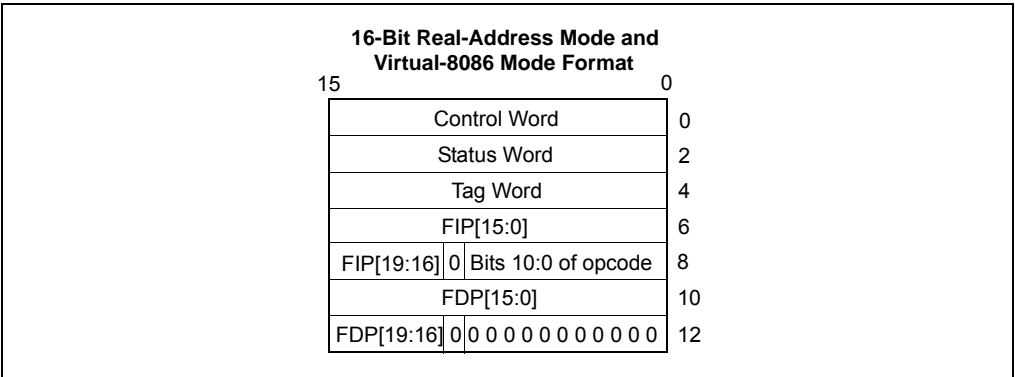 16-Bit Real-Address Mode and
Virtual-8086 Mode Format
15 0
Control Word 0
Status Word 2
Tag Word 4
FIP[15:0] 6
FIP[19:16] 0 Bits 10:0 of opcode 8
FDP[15:0] 10
FDP[19:16] 0 0 0 0 0 0 0 0 0 0 0 0 12